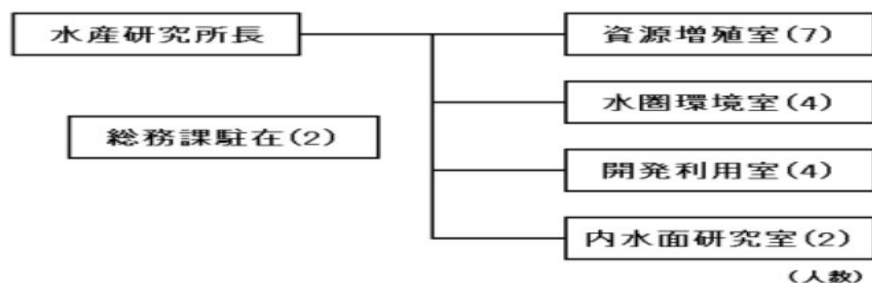 水産研究所長
資源増殖室(7)
水圏環境室(4)
総務課駐在(2)
開発利用室(4)
内水面研究室(2)
(人数)